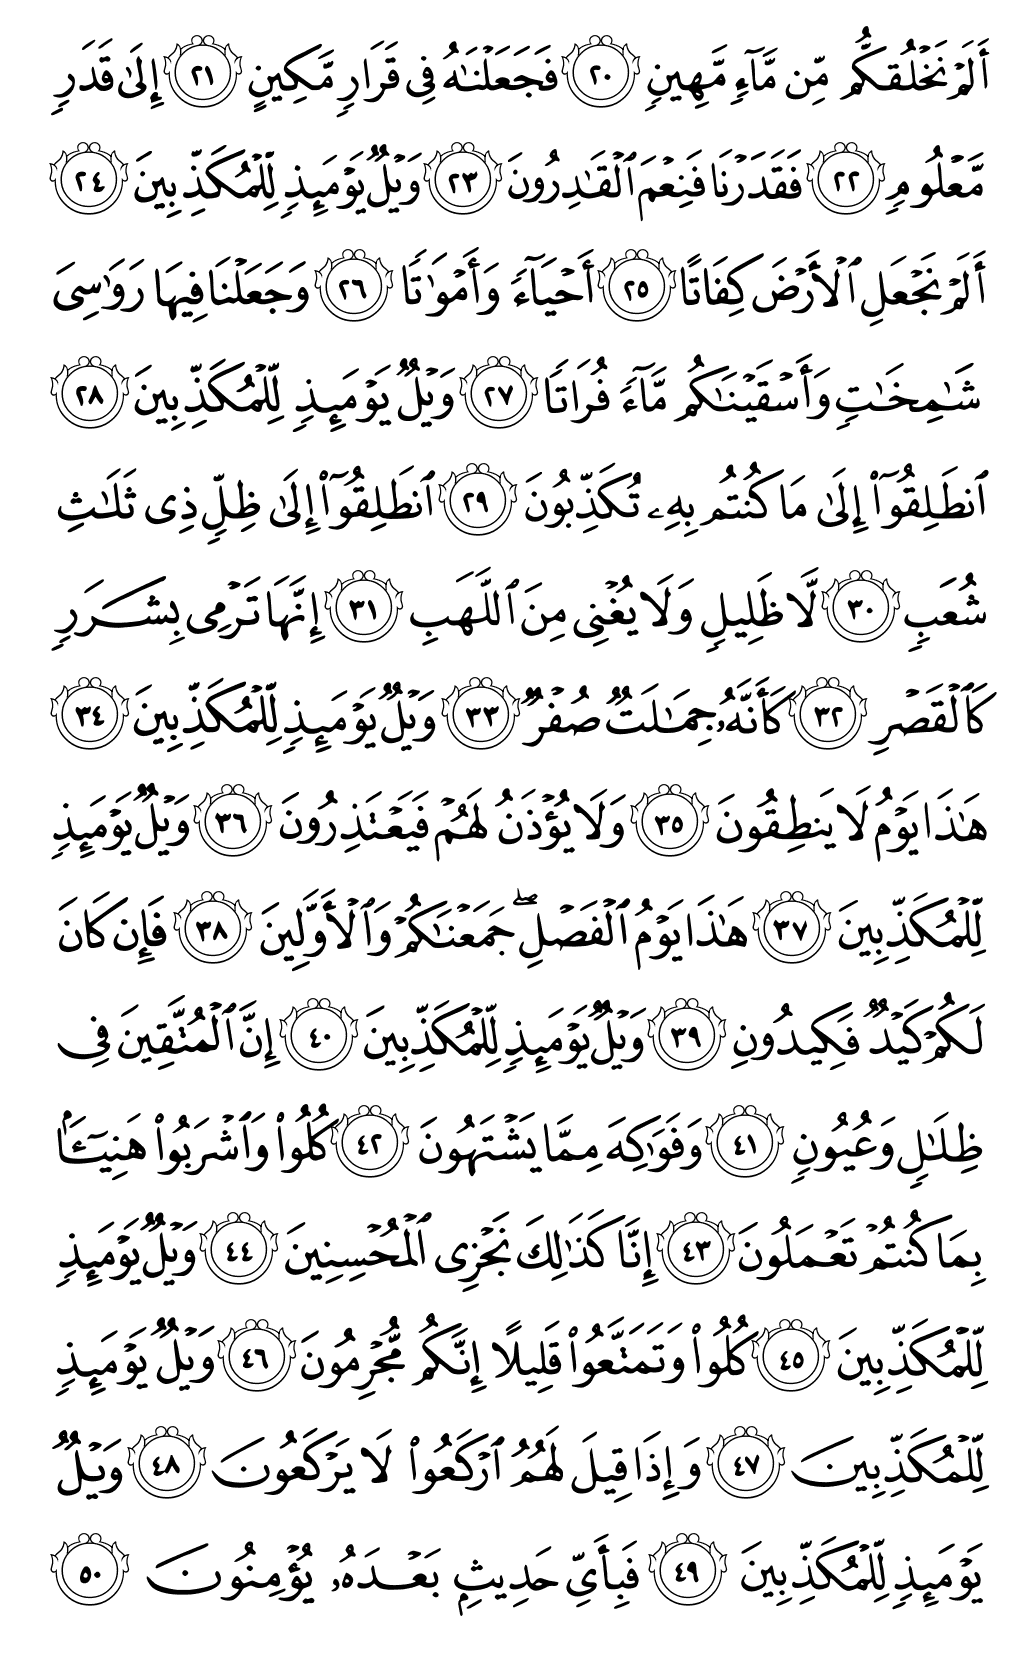 أَلَمْ نَخْلُقكُّم مِّن مَّآءٍ مَّهِينٍ ٢٠ فَجَعَلْنَٰهُ فِى قَرَارٍ مَّكِينٍ ٢١ إِلَىٰ قَدَرٍ
مَّعْلُومٍ ٢٢ فَقَدَرْنَا فَنِعْمَ ٱلْقَٰدِرُونَ ٢٣ وَيْلٌ يَوْمَئِذٍ لِّلْمُكَذِّبِينَ ٢٤
أَلَمْ نَجْعَلِ ٱلْأَرْضَ كِفَاتًا ٢٥ أَحْيَآءً وَأَمْوَٰتًا ٢٦ وَجَعَلْنَا فِيهَا رَوَٰسِىَ
شَٰمِخَٰتٍ وَأَسْقَيْنَٰكُم مَّآءً فُرَاتًا ٢٧ وَيْلٌ يَوْمَئِذٍ لِّلْمُكَذِّبِينَ ٢٨
ٱنطَلِقُوٓا۟ إِلَىٰ مَا كُنتُم بِهِۦ تُكَذِّبُونَ ٢٩ ٱنطَلِقُوٓا۟ إِلَىٰ ظِلٍّ ذِى ثَلَٰثِ
شُعَبٍ ٣٠ لَّا ظَلِيلٍ وَلَا يُغْنِى مِنَ ٱللَّهَبِ ٣١ إِنَّهَا تَرْمِى بِشَرَرٍ
كَٱلْقَصْرِ ٣٢ كَأَنَّهُۥ جِمَٰلَتٌ صُفْرٌ ٣٣ وَيْلٌ يَوْمَئِذٍ لِّلْمُكَذِّبِينَ ٣٤
هَٰذَا يَوْمُ لَا يَنطِقُونَ ٣٥ وَلَا يُؤْذَنُ لَهُمْ فَيَعْتَذِرُونَ ٣٦ وَيْلٌ يَوْمَئِذٍ
لِّلْمُكَذِّبِينَ ٣٧ هَٰذَا يَوْمُ ٱلْفَصْلِ ۖ جَمَعْنَٰكُمْ وَٱلْأَوَّلِينَ ٣٨ فَإِن كَانَ
لَكُمْ كَيْدٌ فَكِيدُونِ ٣٩ وَيْلٌ يَوْمَئِذٍ لِّلْمُكَذِّبِينَ ٤٠ إِنَّ ٱلْمُتَّقِينَ فِى
ظِلَٰلٍ وَعُيُونٍ ٤١ وَفَوَٰكِهَ مِمَّا يَشْتَهُونَ ٤٢ كُلُوا۟ وَٱشْرَبُوا۟ هَنِيٓـًٔۢا
بِمَا كُنتُمْ تَعْمَلُونَ ٤٣ إِنَّا كَذَٰلِكَ نَجْزِى ٱلْمُحْسِنِينَ ٤٤ وَيْلٌ يَوْمَئِذٍ
لِّلْمُكَذِّبِينَ ٤٥ كُلُوا۟ وَتَمَتَّعُوا۟ قَلِيلًا إِنَّكُم مُّجْرِمُونَ ٤٦ وَيْلٌ يَوْمَئِذٍ
لِّلْمُكَذِّبِينَ ٤٧ وَإِذَا قِيلَ لَهُمُ ٱرْكَعُوا۟ لَا يَرْكَعُونَ ٤٨ وَيْلٌ
يَوْمَئِذٍ لِّلْمُكَذِّبِينَ ٤٩ فَبِأَىِّ حَدِيثٍۭ بَعْدَهُۥ يُؤْمِنُونَ ٥٠